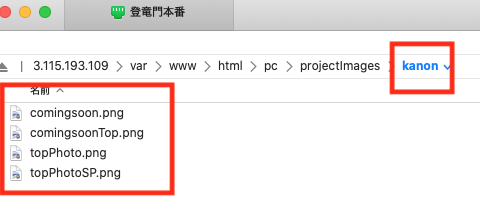 登竜門本番
3.115.193.109 > var > www > html > pc > projectImages > kanon
名前
comingsoon.png
comingsoonTop.png
topPhoto.png
topPhotoSP.png